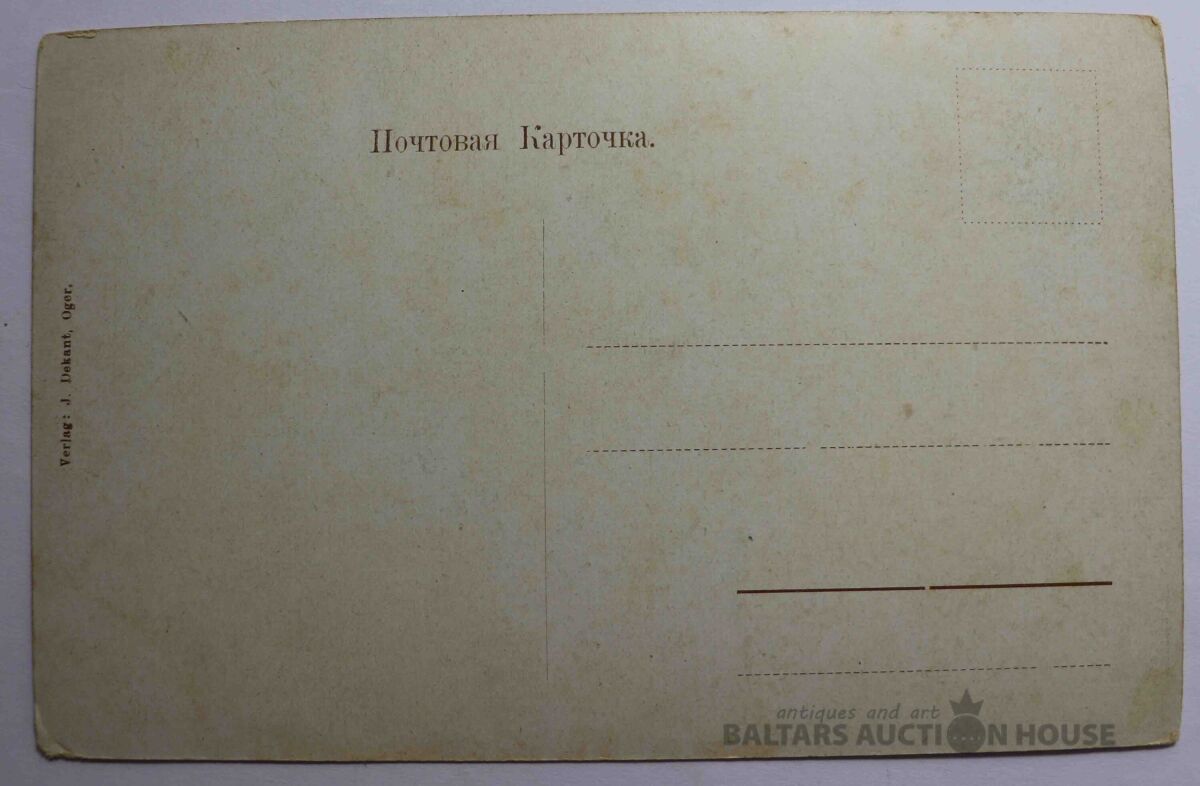 Почтовая Карточка.
Verlag: J. Dekant, Oger,
antiques and art
BALTARS AUCTION HOUSE